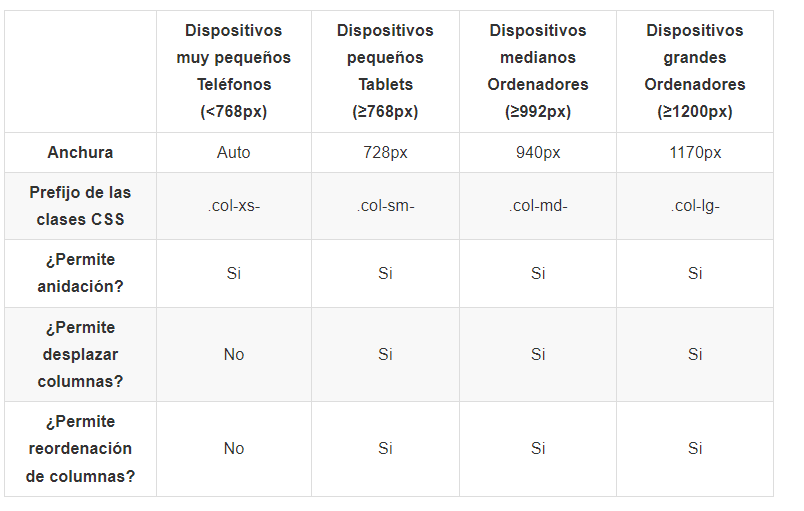 Dispositivos muy pequeños Teléfonos (<768px) Dispositivos pequeños Tablets (≥768px) Dispositivos medianos Ordenadores (≥992px) Dispositivos grandes Ordenadores (≥1200px)
Anchura Auto 728px 940px 1170px
Prefijo de las clases CSS .col-xs- .col-sm- .col-md- .col-lg-
¿Permite anidación? Si Si Si Si
¿Permite desplazar columnas? No Si Si Si
¿Permite reordenación de columnas? No Si Si Si